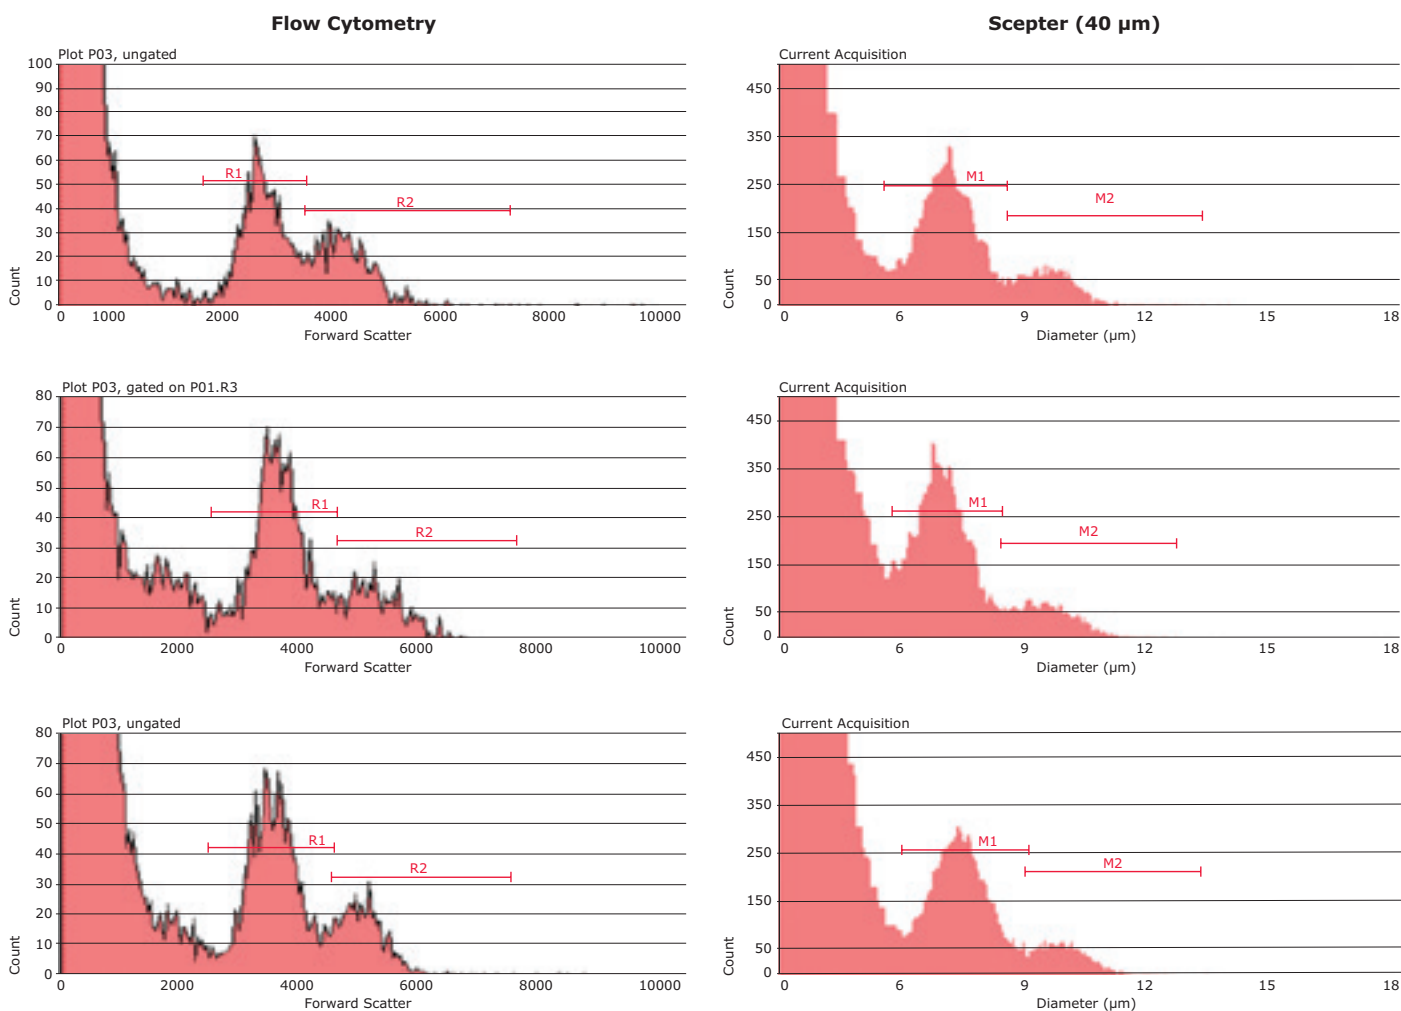 Flow Cytometry
Scepter (40 µm)
Plot P03, ungated
100
90
80
70
60
50
40
30
20
10
0
Count
R1
R2
0 1000 2000 4000 6000 8000 10000
Forward Scatter
Current Acquisition
450
350
250
150
50
0
Count
M1
M2
0 6 9 12 15 18
Diameter (µm)
Plot P03, gated on P01.R3
80
70
60
50
40
30
20
10
0
Count
R1
R2
0 2000 4000 6000 8000 10000
Forward Scatter
Current Acquisition
450
350
250
150
50
0
Count
M1
M2
0 6 9 12 15 18
Diameter (µm)
Plot P03, ungated
80
70
60
50
40
30
20
10
0
Count
R1
R2
0 2000 4000 6000 8000 10000
Forward Scatter
Current Acquisition
450
350
250
150
50
0
Count
M1
M2
0 6 9 12 15 18
Diameter (µm)